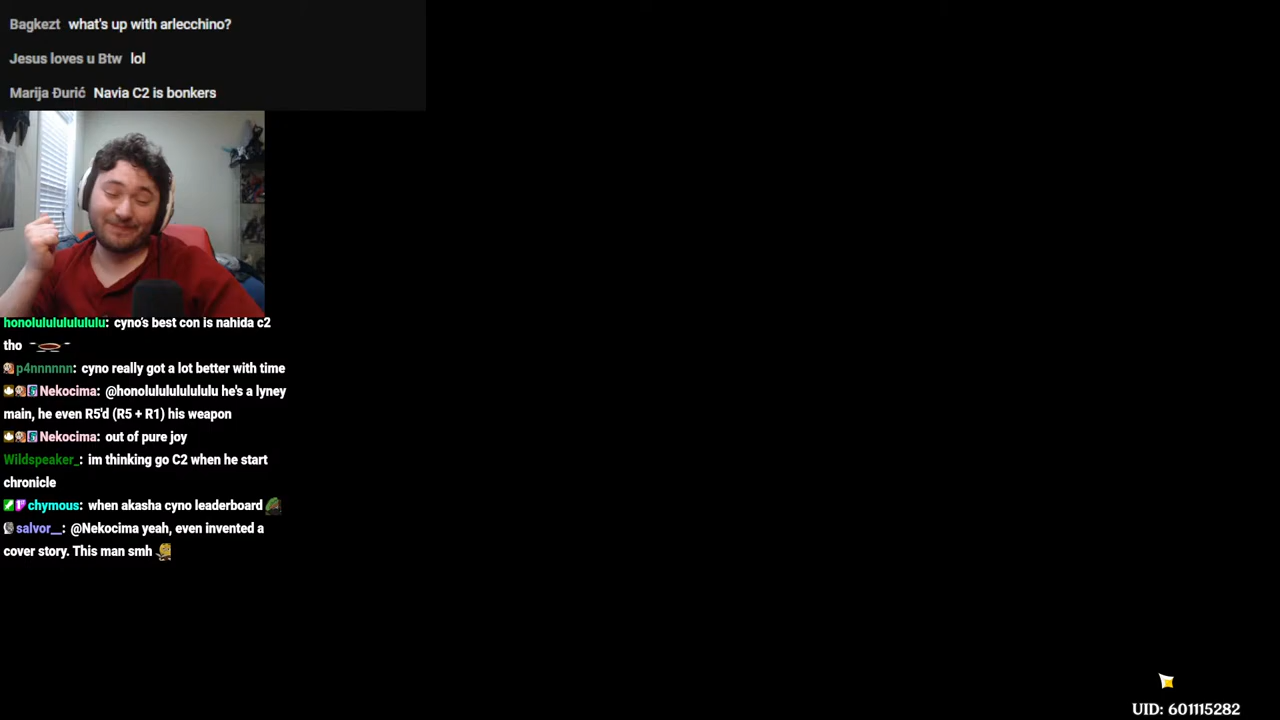 Bagkezt what's up with arlecchino?
Jesus loves u Btw lol
Marija Đurić Navia C2 is bonkers
honolulululululu: cyno's best con is nahida c2
tho
p4nnnnnn: cyno really got a lot better with time
Nekocima: @honolulululululu he's a lyney
main, he even R5'd (R5 + R1) his weapon
Nekocima: out of pure joy
Wildspeaker_: im thinking go C2 when he start
chronicle
chymous: when akasha cyno leaderboard
salvor__: @Nekocima yeah, even invented a
cover story. This man smh
UID: 601115282